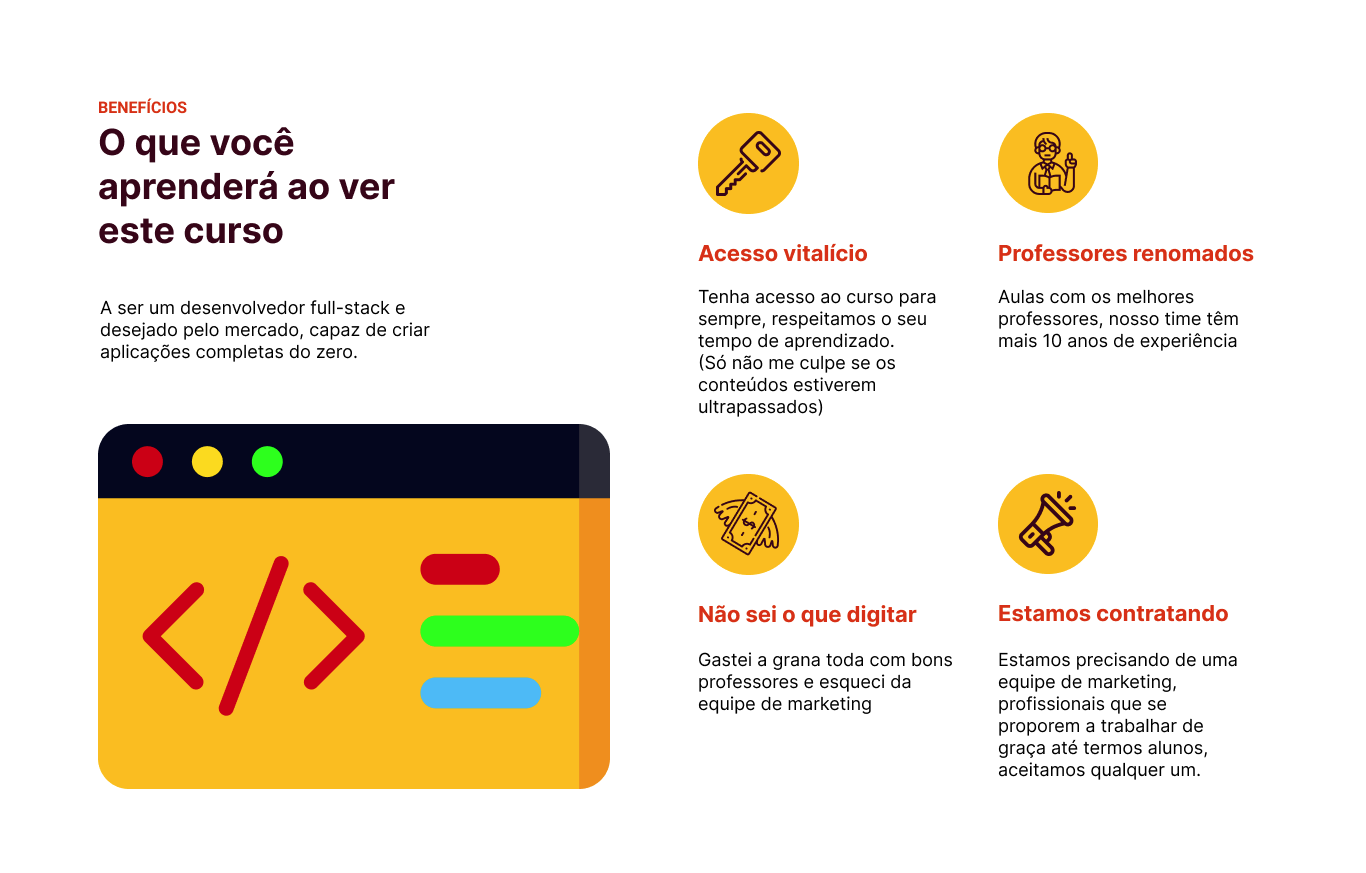 BENEFÍCIOS
O que você
aprenderá ao ver
este curso
A ser um desenvolvedor full-stack e
desejado pelo mercado, capaz de criar
aplicações completas do zero.
Acesso vitalício
Tenha acesso ao curso para
sempre, respeitamos o seu
tempo de aprendizado.
(Só não me culpe se os
conteúdos estiverem
ultrapassados)
Professores renomados
Aulas com os melhores
professores, nosso time têm
mais 10 anos de experiência
Não sei o que digitar
Gastei a grana toda com bons
professores e esqueci da
equipe de marketing
Estamos contratando
Estamos precisando de uma
equipe de marketing,
profissionais que se
proporem a trabalhar de
graça até termos alunos,
aceitamos qualquer um.